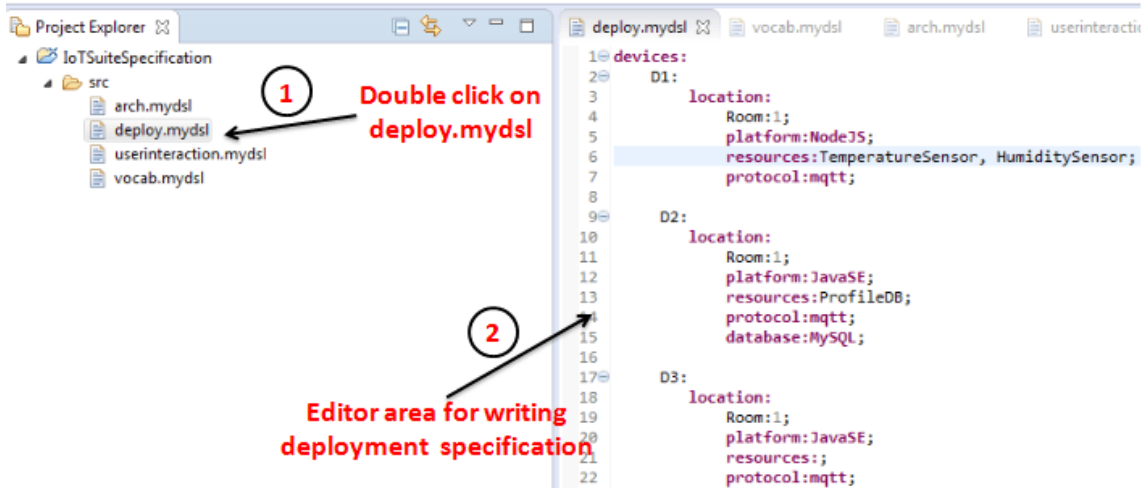 Project Explorer
IoTSuiteSpecification
src
arch.mydsl
deploy.mydsl
userinteraction.mydsl
vocab.mydsl
1
Double click on
deploy.mydsl
2
Editor area for writing
deployment specification
deploy.mydsl vocab.mydsl arch.mydsl userinteracti
1 devices:
2 D1:
3 location:
4 Room:1;
5 platform:NodeJS;
6 resources:TemperatureSensor, HumiditySensor;
7 protocol:mqtt;
8
9 D2:
10 location:
11 Room:1;
12 platform:JavaSE;
13 resources:ProfileDB;
14 protocol:mqtt;
15 database:MySQL;
16
17 D3:
18 location:
19 Room:1;
20 platform:JavaSE;
21 resources:;
22 protocol:mqtt;